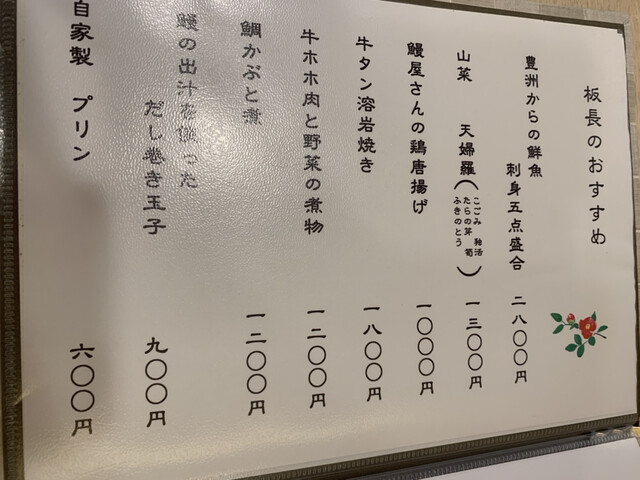 板長のおすすめ
豊洲からの鮮魚
刺身五点盛合 二八〇〇円
山菜 天婦羅(こごみ 独活
たらの芽 筍
ふきのとう) 一三〇〇円
鰻屋さんの鶏唐揚げ 一〇〇〇円
牛タン溶岩焼き 一八〇〇円
牛ホホ肉と野菜の煮物 一二〇〇円
鯛かぶと煮 一二〇〇円
鰻の出汁を使った
だし巻き玉子 九〇〇円
自家製 プリン 六〇〇円